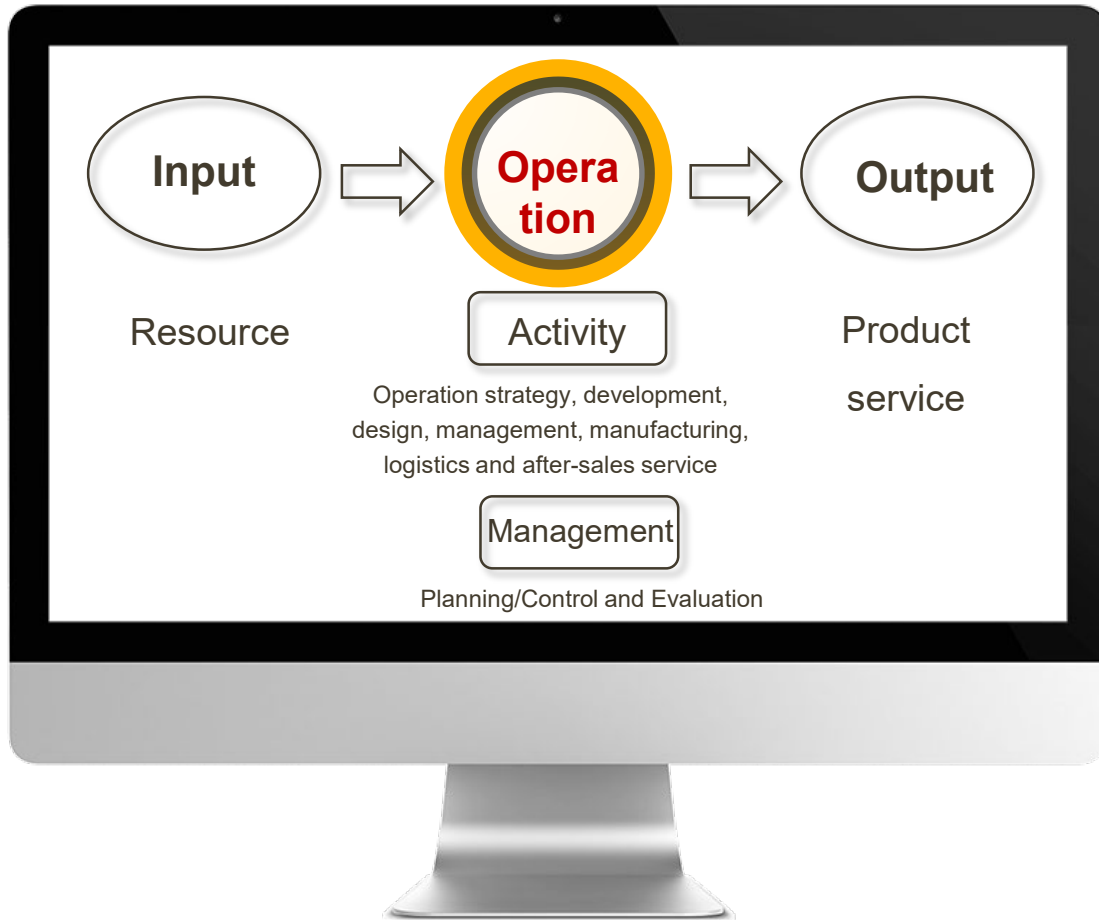 Input
Opera
tion
Output
Resource
Activity
Product
service
Operation strategy, development,
design, management, manufacturing,
logistics and after-sales service
Management
Planning/Control and Evaluation